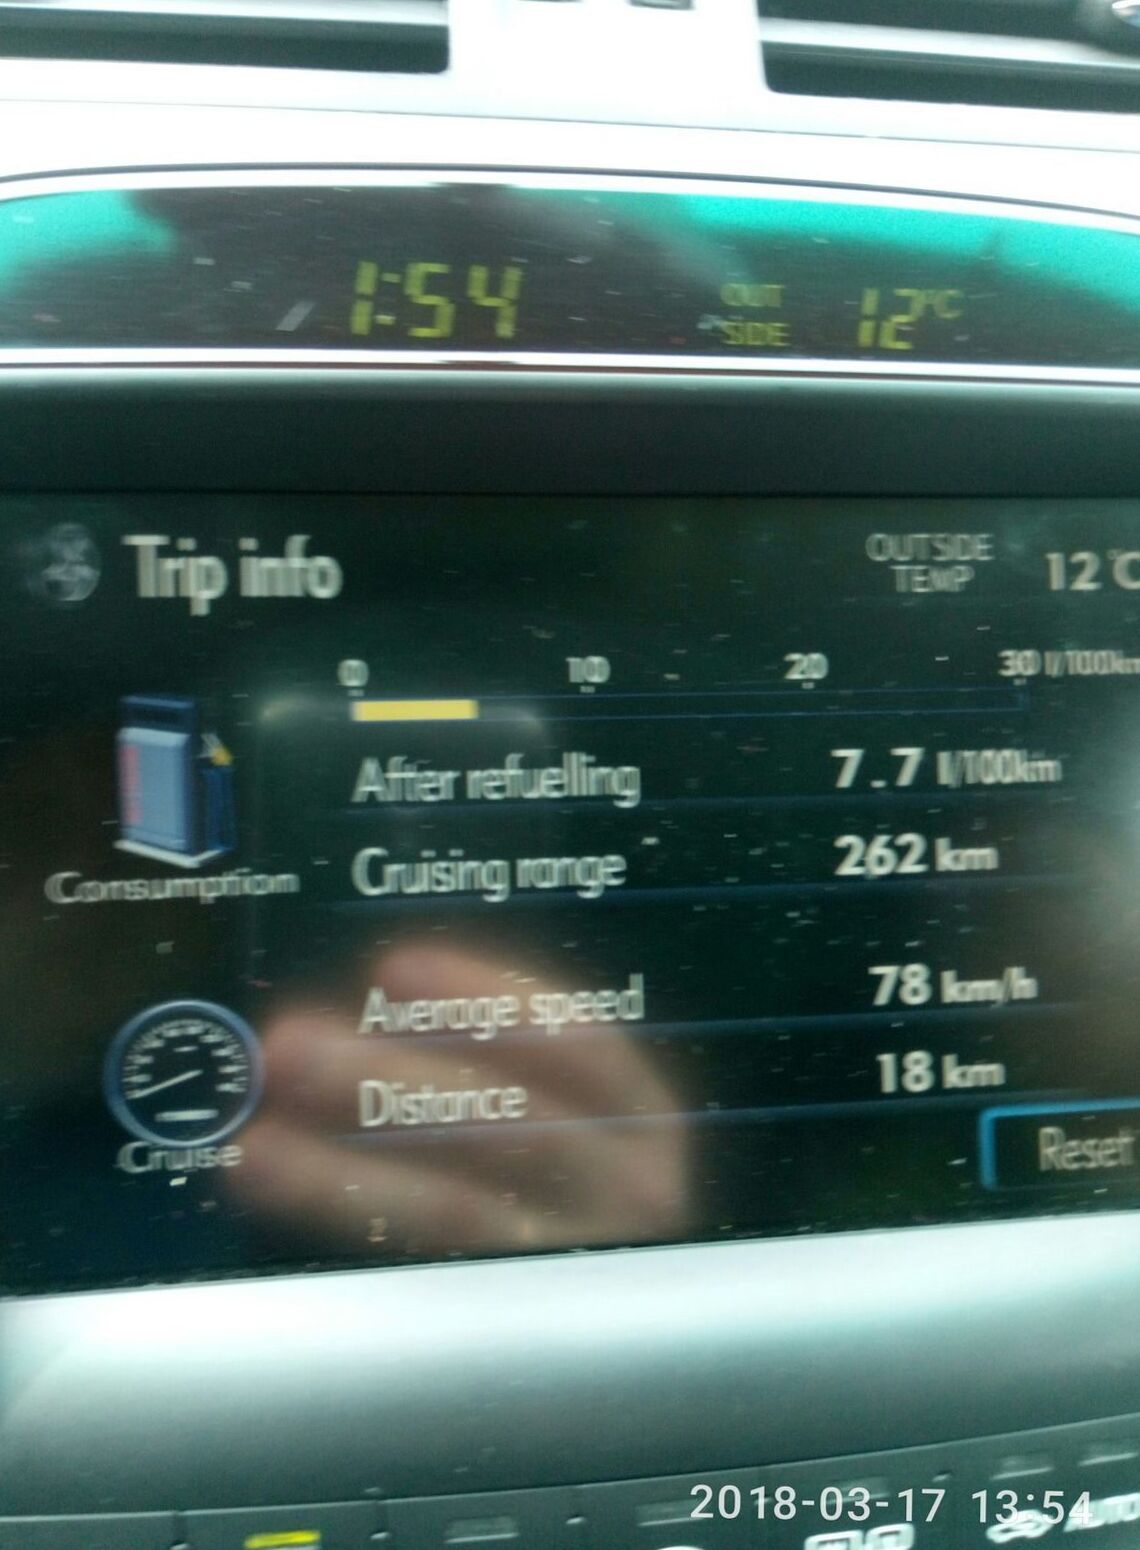 1:54 OUT SIDE 12°C
Trip info OUTSIDE TEMP 12°C
0 10 20 30 l/100km
After refuelling 7.7 l/100km
Cruising range 262 km
Consumption
Average speed 78 km/h
Distance 18 km
Cruise
Reset
2018-03-17 13:54
AUTO